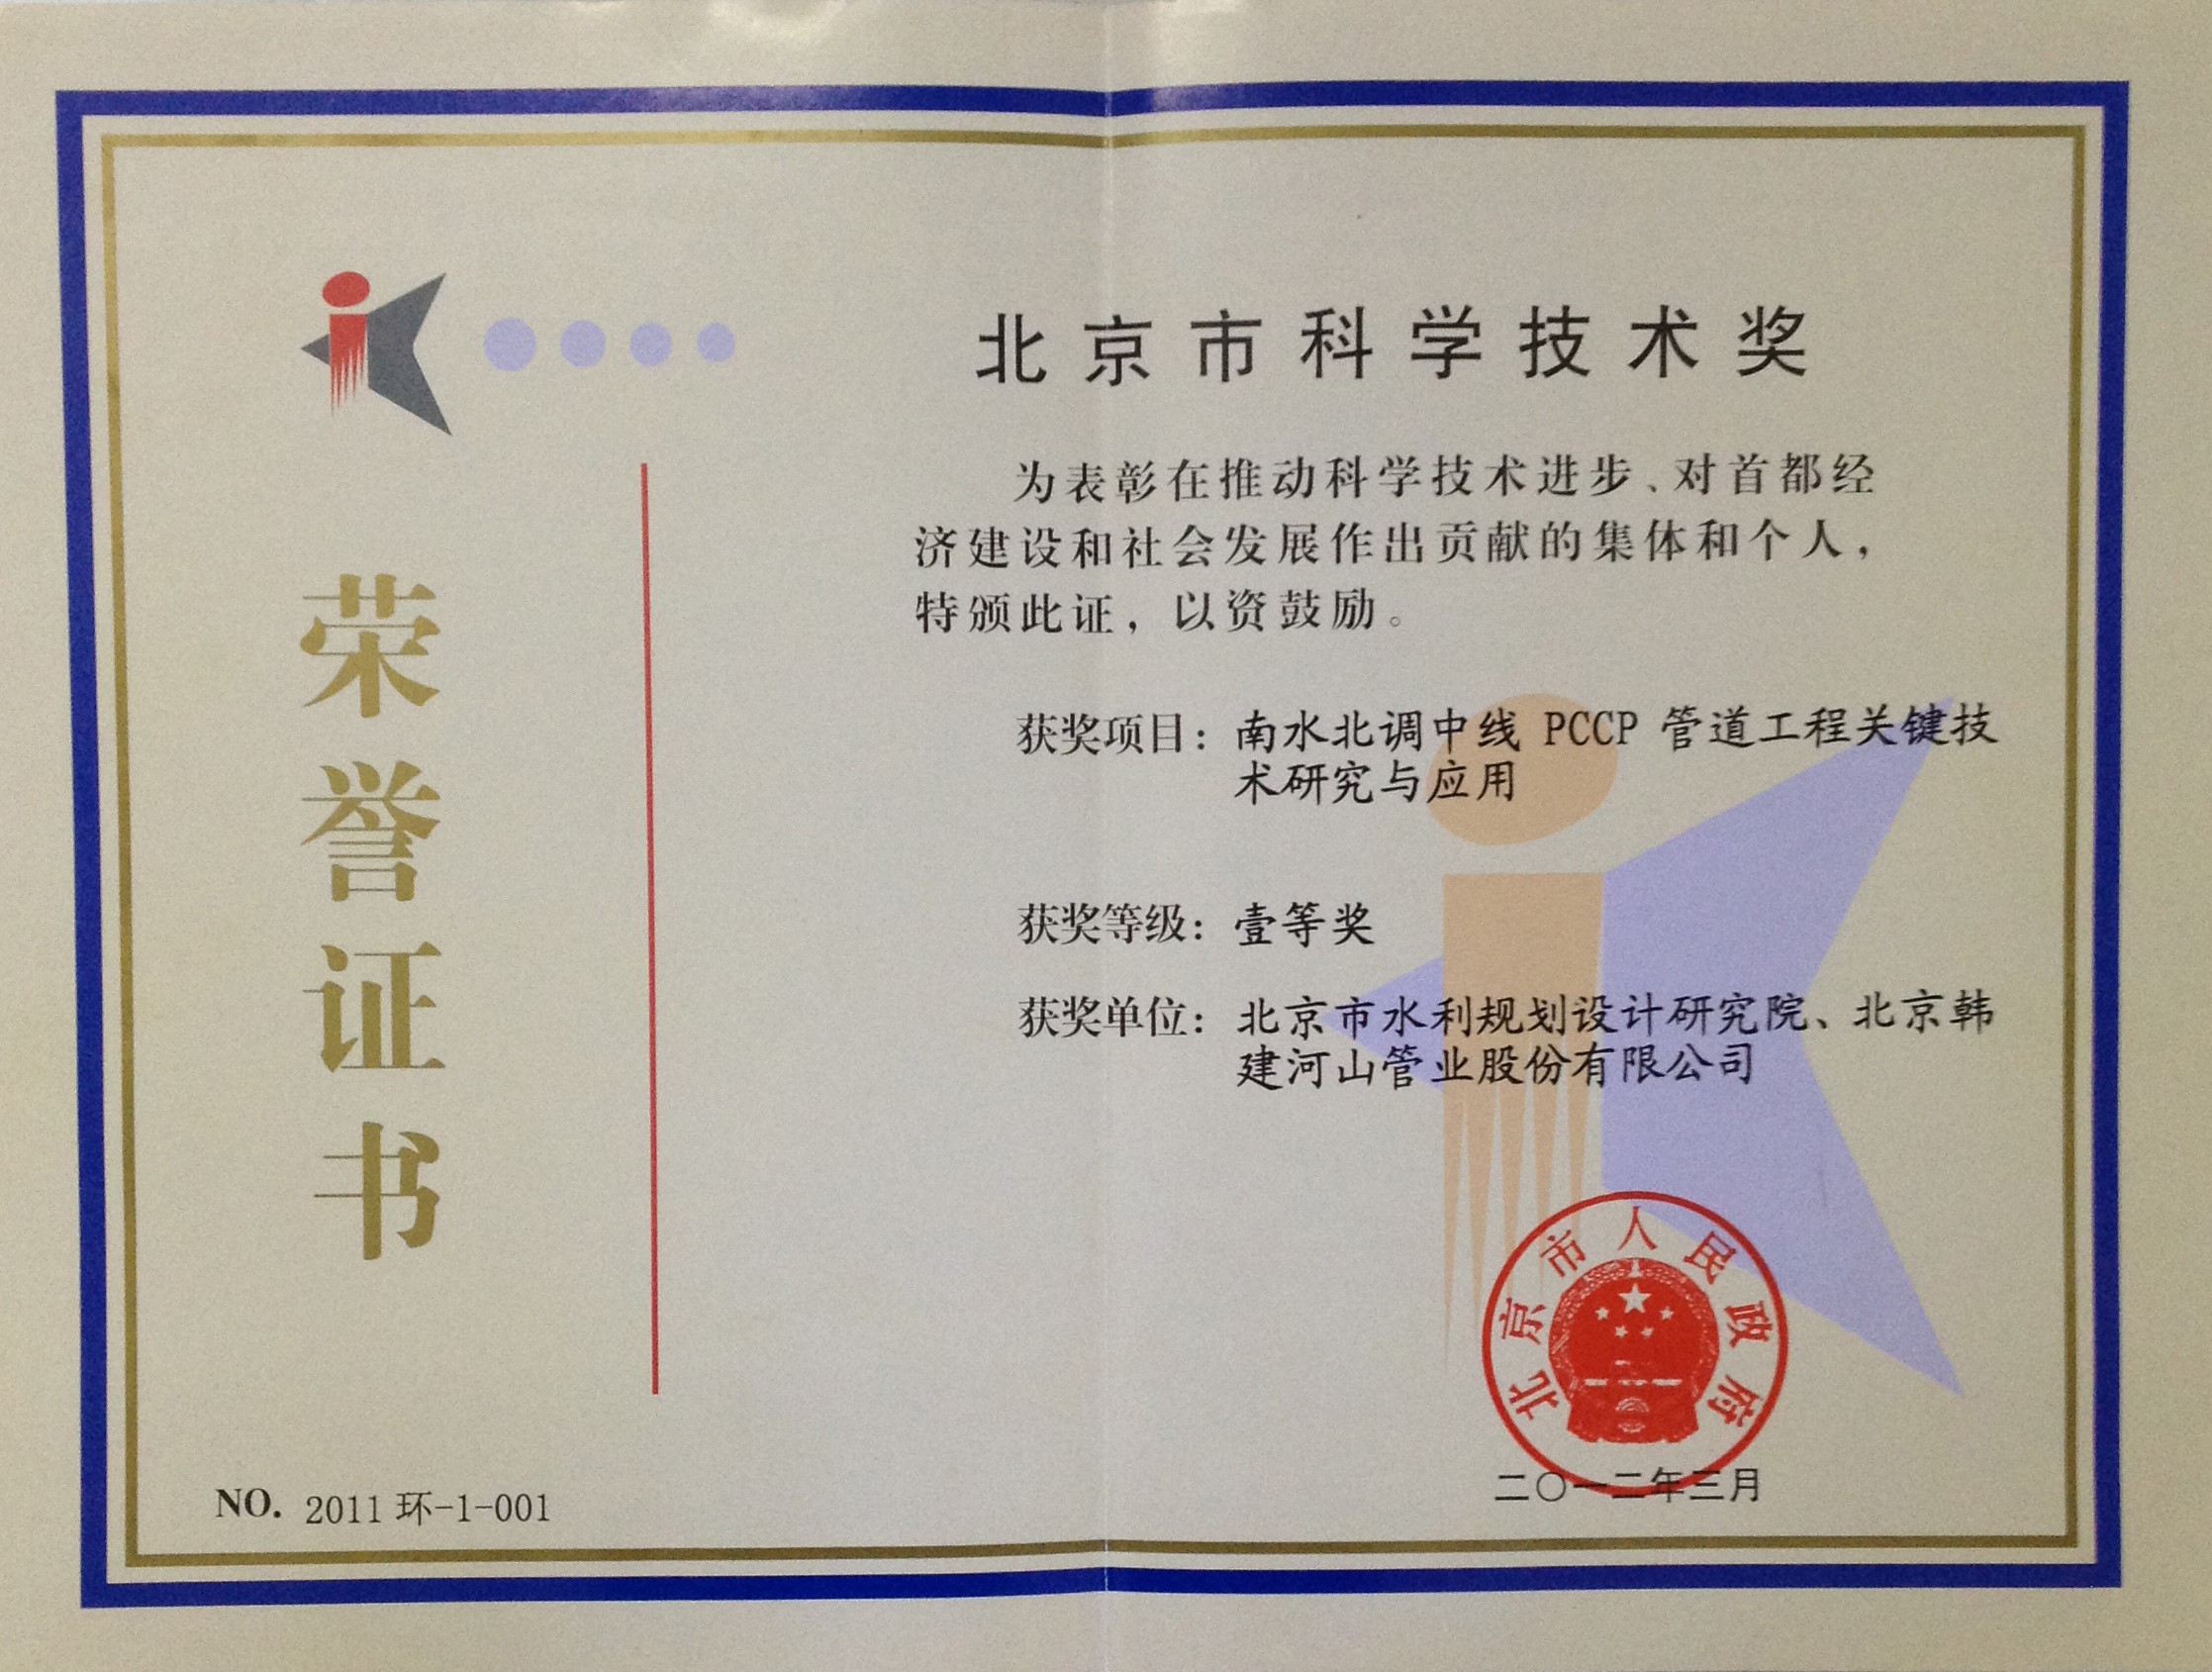 荣誉证书
NO. 2011 环-1-001
北京市科学技术奖
为表彰在推动科学技术进步、对首都经
济建设和社会发展作出贡献的集体和个人，
特颁此证，以资鼓励。
获奖项目：南水北调中线 PCCP 管道工程关键技
术研究与应用
获奖等级：壹等奖
获奖单位：北京市水利规划设计研究院、北京韩
建河山管业股份有限公司
北京市人民政府
二〇一二年三月